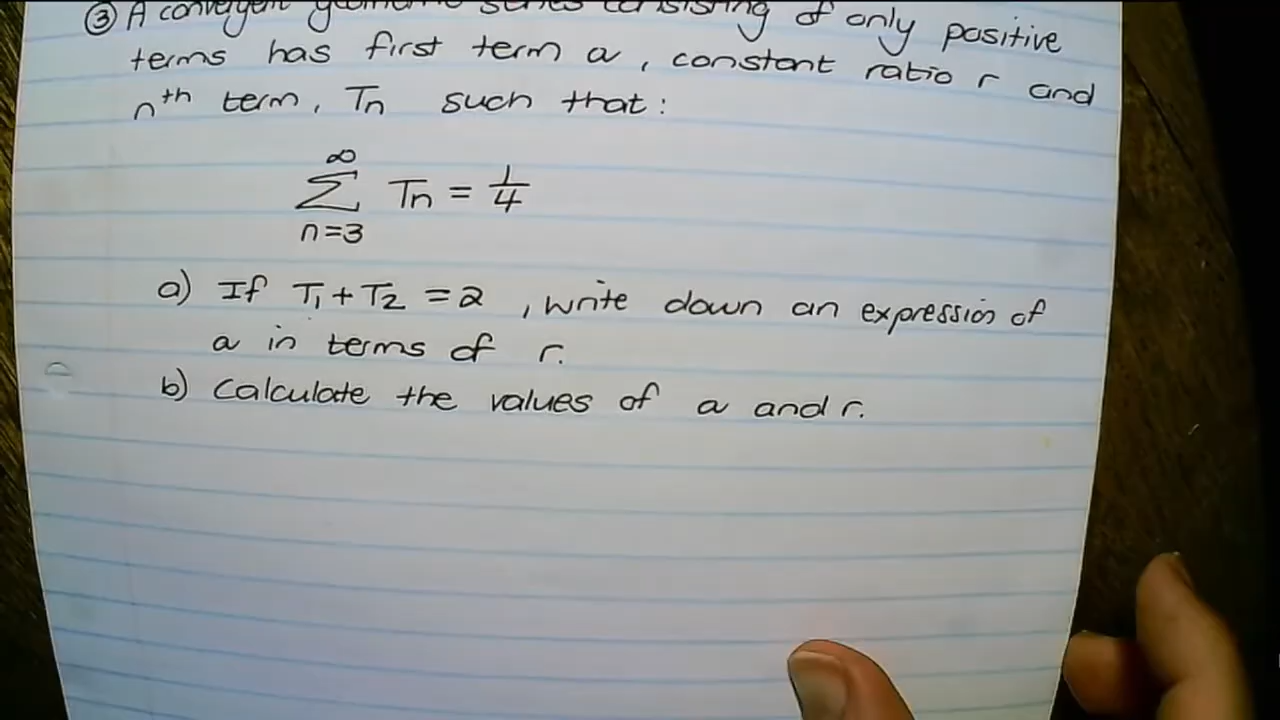 ③ A convergent geometric series consisting of only positive
terms has first term a, constant ratio r and
nth term, Tn such that:
∞
Σ Tn = 1/4
n=3
a) If T₁ + T₂ = 2, write down an expression of
a in terms of r.
b) Calculate the values of a and r.